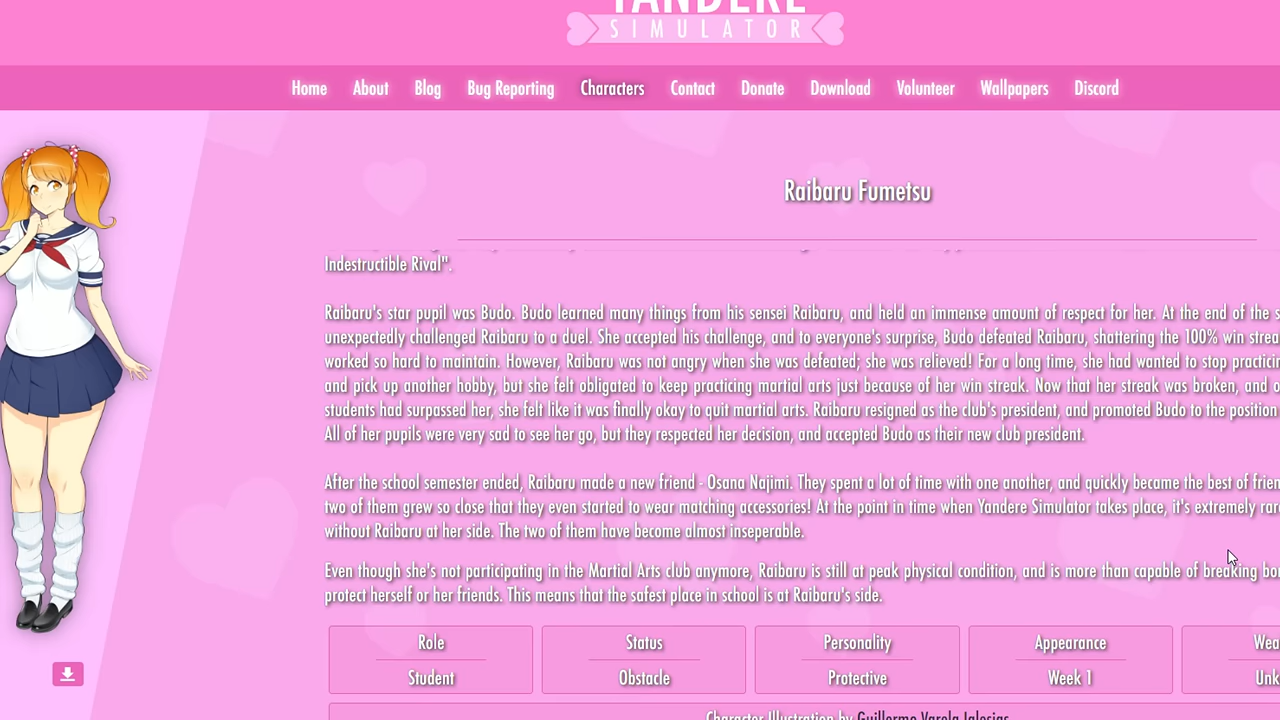 YANDERE
SIMULATOR
Home About Blog Bug Reporting Characters Contact Donate Download Volunteer Wallpapers Discord
Raibaru Fumetsu
Indestructible Rival".
Raibaru's star pupil was Budo. Budo learned many things from his sensei Raibaru, and held an immense amount of respect for her. At the end of the s
unexpectedly challenged Raibaru to a duel. She accepted his challenge, and to everyone's surprise, Budo defeated Raibaru, shattering the 100% win strea
worked so hard to maintain. However, Raibaru was not angry when she was defeated; she was relieved! For a long time, she had wanted to stop practicin
and pick up another hobby, but she felt obligated to keep practicing martial arts just because of her win streak. Now that her streak was broken, and o
students had surpassed her, she felt like it was finally okay to quit martial arts. Raibaru resigned as the club's president, and promoted Budo to the position
All of her pupils were very sad to see her go, but they respected her decision, and accepted Budo as their new club president.
After the school semester ended, Raibaru made a new friend - Osana Najimi. They spent a lot of time with one another, and quickly became the best of frien
two of them grew so close that they even started to wear matching accessories! At the point in time when Yandere Simulator takes place, it's extremely rare
without Raibaru at her side. The two of them have become almost inseperable.
Even though she's not participating in the Martial Arts club anymore, Raibaru is still at peak physical condition, and is more than capable of breaking bo
protect herself or her friends. This means that the safest place in school is at Raibaru's side.
Role Status Personality Appearance Wea
Student Obstacle Protective Week 1 Unk
Character Illustration by Guillermo Varela Iglesias